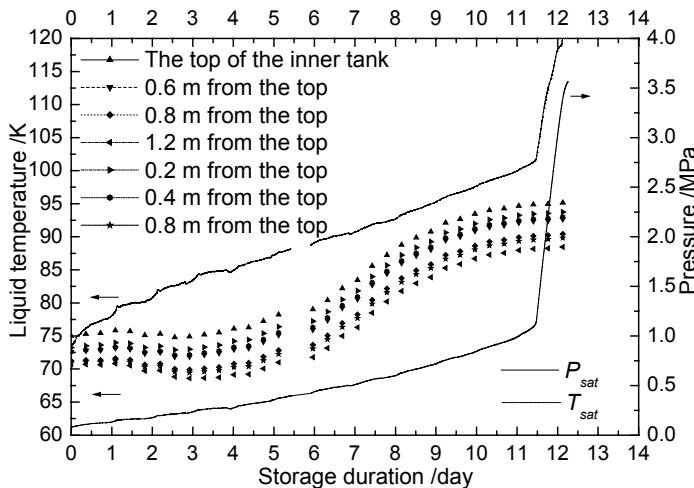 0 1 2 3 4 5 6 7 8 9 10 11 12 13 14
120
115
110
105
100
95
90
85
80
75
70
65
60
Liquid temperature /K
The top of the inner tank
0.6 m from the top
0.8 m from the top
1.2 m from the top
0.2 m from the top
0.4 m from the top
0.8 m from the top
P_sat
T_sat
4.0
3.5
3.0
2.5
2.0
1.5
1.0
0.5
0.0
Pressure /MPa
0 1 2 3 4 5 6 7 8 9 10 11 12 13 14
Storage duration /day